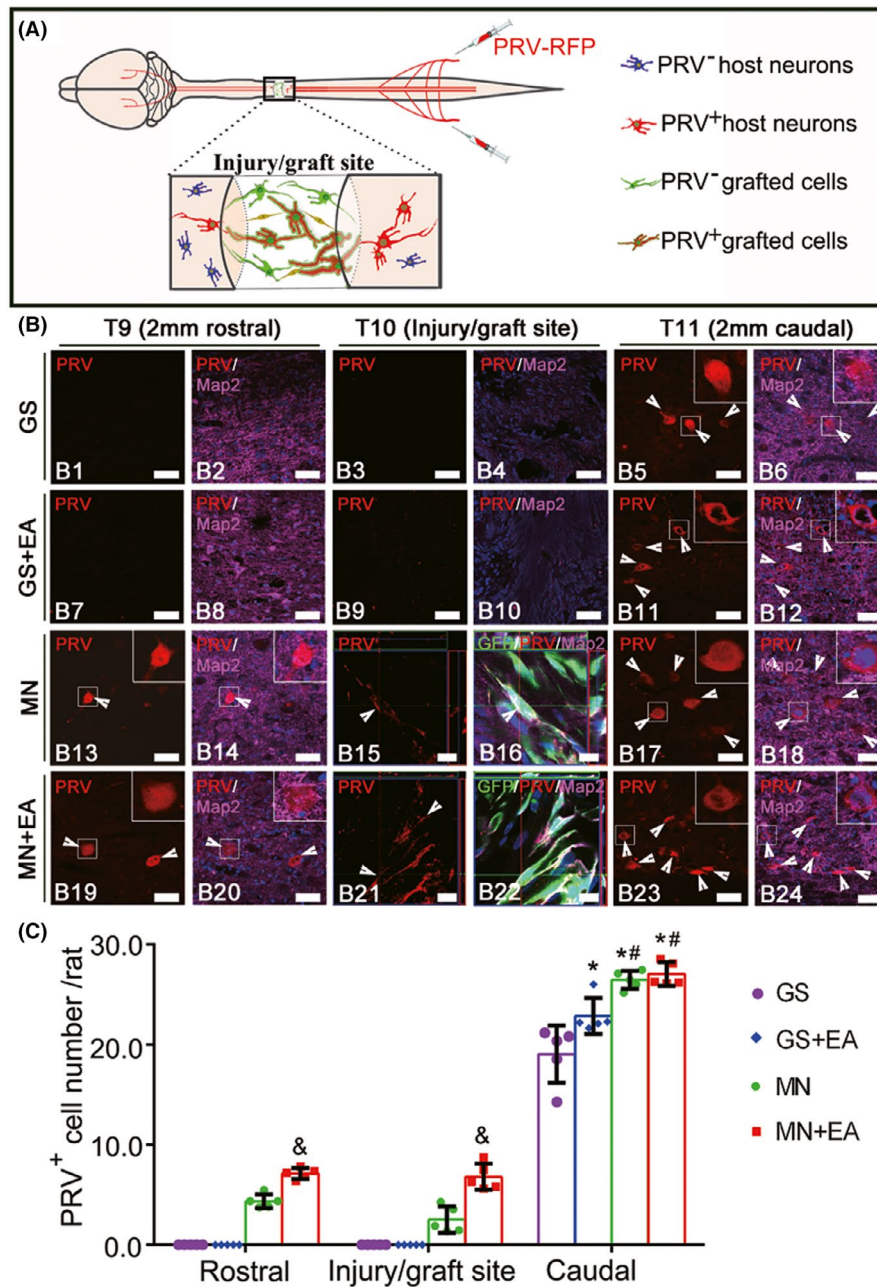 (A)
PRV-RFP
Injury/graft site
PRV⁻ host neurons
PRV⁺ host neurons
PRV⁻ grafted cells
PRV⁺ grafted cells
(B)
T9 (2mm rostral) T10 (Injury/graft site) T11 (2mm caudal)
GS
PRV PRV/ PRV PRV/ PRV PRV/
Map2 Map2 Map2
B1 B2 B3 B4 B5 B6
GS+EA
PRV PRV/ PRV PRV/Map2 PRV PRV/
Map2 Map2
B7 B8 B9 B10 B11 B12
MN
PRV PRV/ PRV GFP/PRV/Map2 PRV PRV/
Map2 Map2
B13 B14 B15 B16 B17 B18
MN+EA
PRV PRV/ PRV GFP/PRV/Map2 PRV PRV/
Map2 Map2
B19 B20 B21 B22 B23 B24
(C)
PRV⁺ cell number /rat
30.0
20.0
10.0
0.0
& & * *# *#
Rostral Injury/graft site Caudal
GS
GS+EA
MN
MN+EA